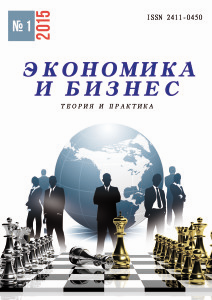 № 1
2015
ISSN 2411-0450
ЭКОНОМИКА
И БИЗНЕС
ТЕОРИЯ И ПРАКТИКА